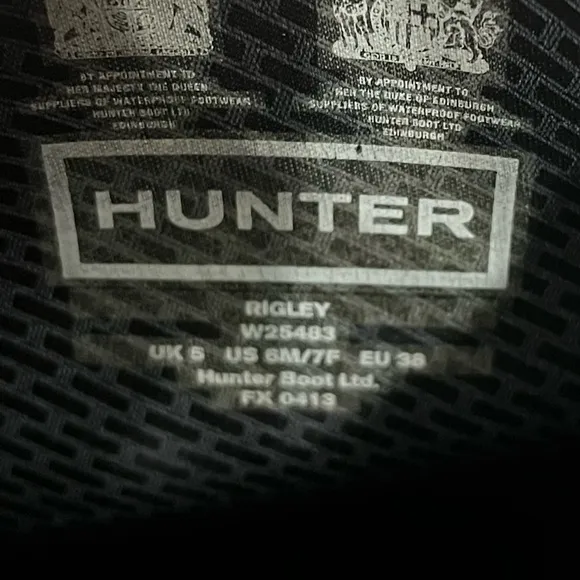 BY APPOINTMENT TO
HER MAJESTY THE QUEEN
SUPPLIERS OF WATERPROOF FOOTWEAR
HUNTER BOOT LTD
EDINBURGH
BY APPOINTMENT TO
HRH THE DUKE OF EDINBURGH
SUPPLIERS OF WATERPROOF FOOTWEAR
HUNTER BOOT LTD
EDINBURGH
HUNTER
RIGLEY
W25483
UK 5 US 6M/7F EU 38
Hunter Boot Ltd.
FX 0413